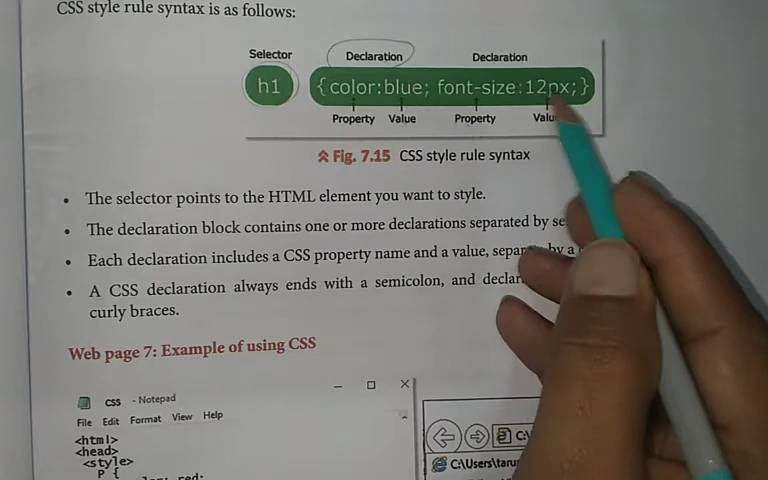 CSS style rule syntax is as follows:
Selector Declaration Declaration
h1 {color:blue; font-size:12px;}
Property Value Property
Fig. 7.15 CSS style rule syntax
• The selector points to the HTML element you want to style.
• The declaration block contains one or more declarations separated by
• Each declaration includes a CSS property name and a value, by a
• A CSS declaration always ends with a semicolon, and
curly braces.
Web page 7: Example of using CSS
css - Notepad
File Edit Format View Help
<html>
<head>
<style>
P {
red;
C:\
C:\Users\taru